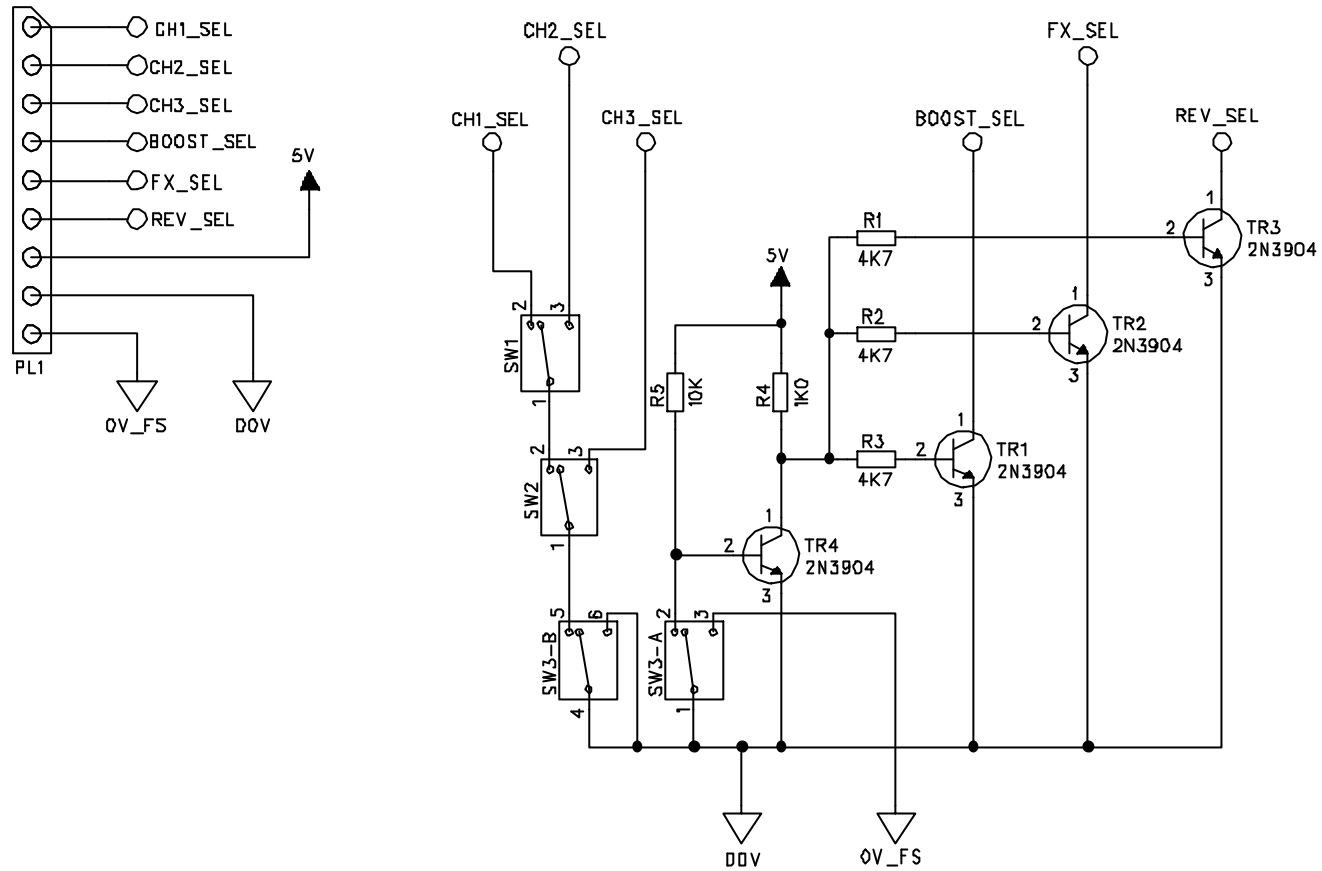 CH1_SEL
CH2_SEL
CH3_SEL
BOOST_SEL
FX_SEL
REV_SEL
5V
PL1
0V_FS
D0V
CH2_SEL
FX_SEL
CH1_SEL
CH3_SEL
BOOST_SEL
REV_SEL
1
R1
2
TR3
2N3904
4K7
3
5V
2
3
1
R2
2
TR2
2N3904
SW1
4K7
3
R5
10K
R4
1K0
1
2
3
1
R3
2
TR1
2N3904
SW2
4K7
3
1
1
2
TR4
2N3904
3
5
6
2
3
SW3-B
SW3-A
4
1
D0V
0V_FS